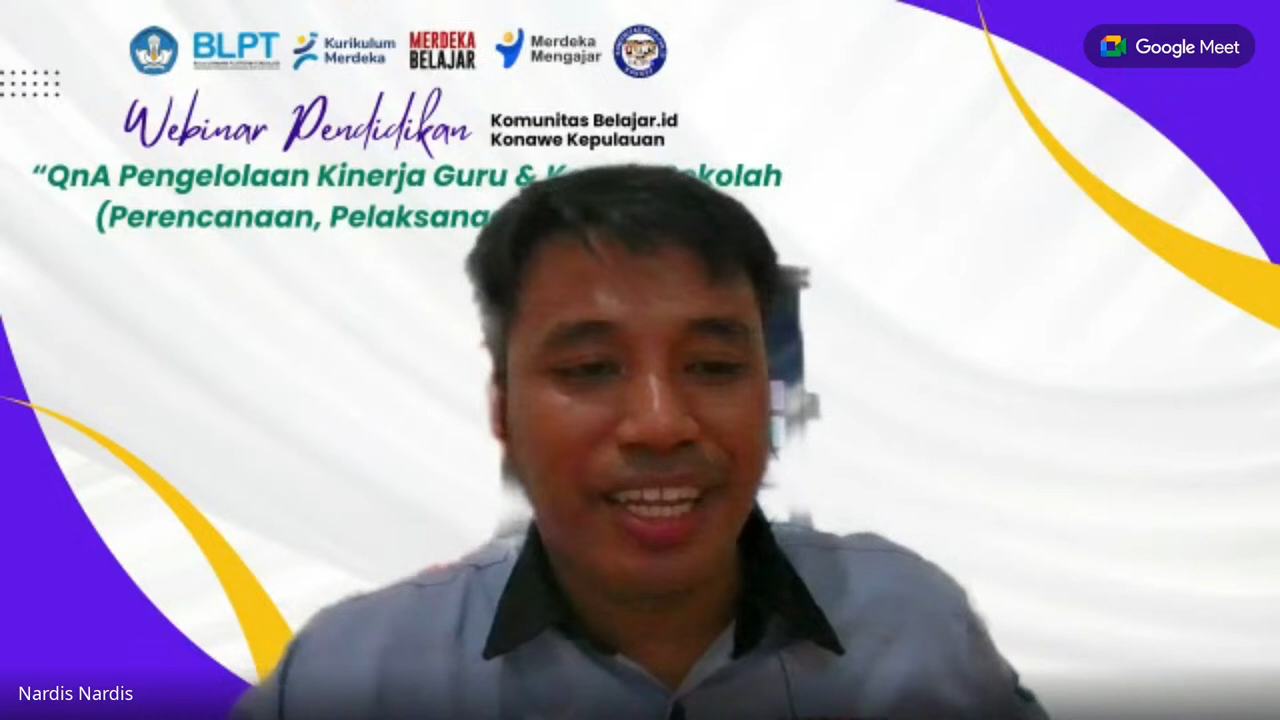 BLPT
Kurikulum
Merdeka
MERDEKA
BELAJAR
Merdeka
Mengajar
Google Meet
Webinar Pendidikan
Komunitas Belajar.id
Konawe Kepulauan
“QnA Pengelolaan Kinerja Guru & K
kolah
(Perencanaan, Pelaksana
Nardis Nardis